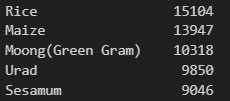 Rice 15104
Maize 13947
Moong(Green Gram) 10318
Urad 9850
Sesamum 9046